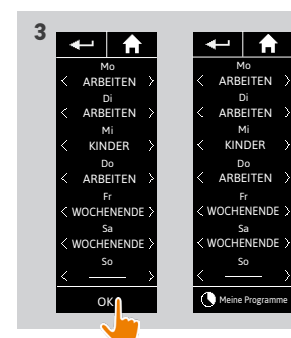 3
Mo
ARBEITEN
Di
ARBEITEN
Mi
KINDER
Do
ARBEITEN
Fr
WOCHENENDE
Sa
WOCHENENDE
So
OK
Mo
ARBEITEN
Di
ARBEITEN
Mi
KINDER
Do
ARBEITEN
Fr
WOCHENENDE
Sa
WOCHENENDE
So
Meine Programme